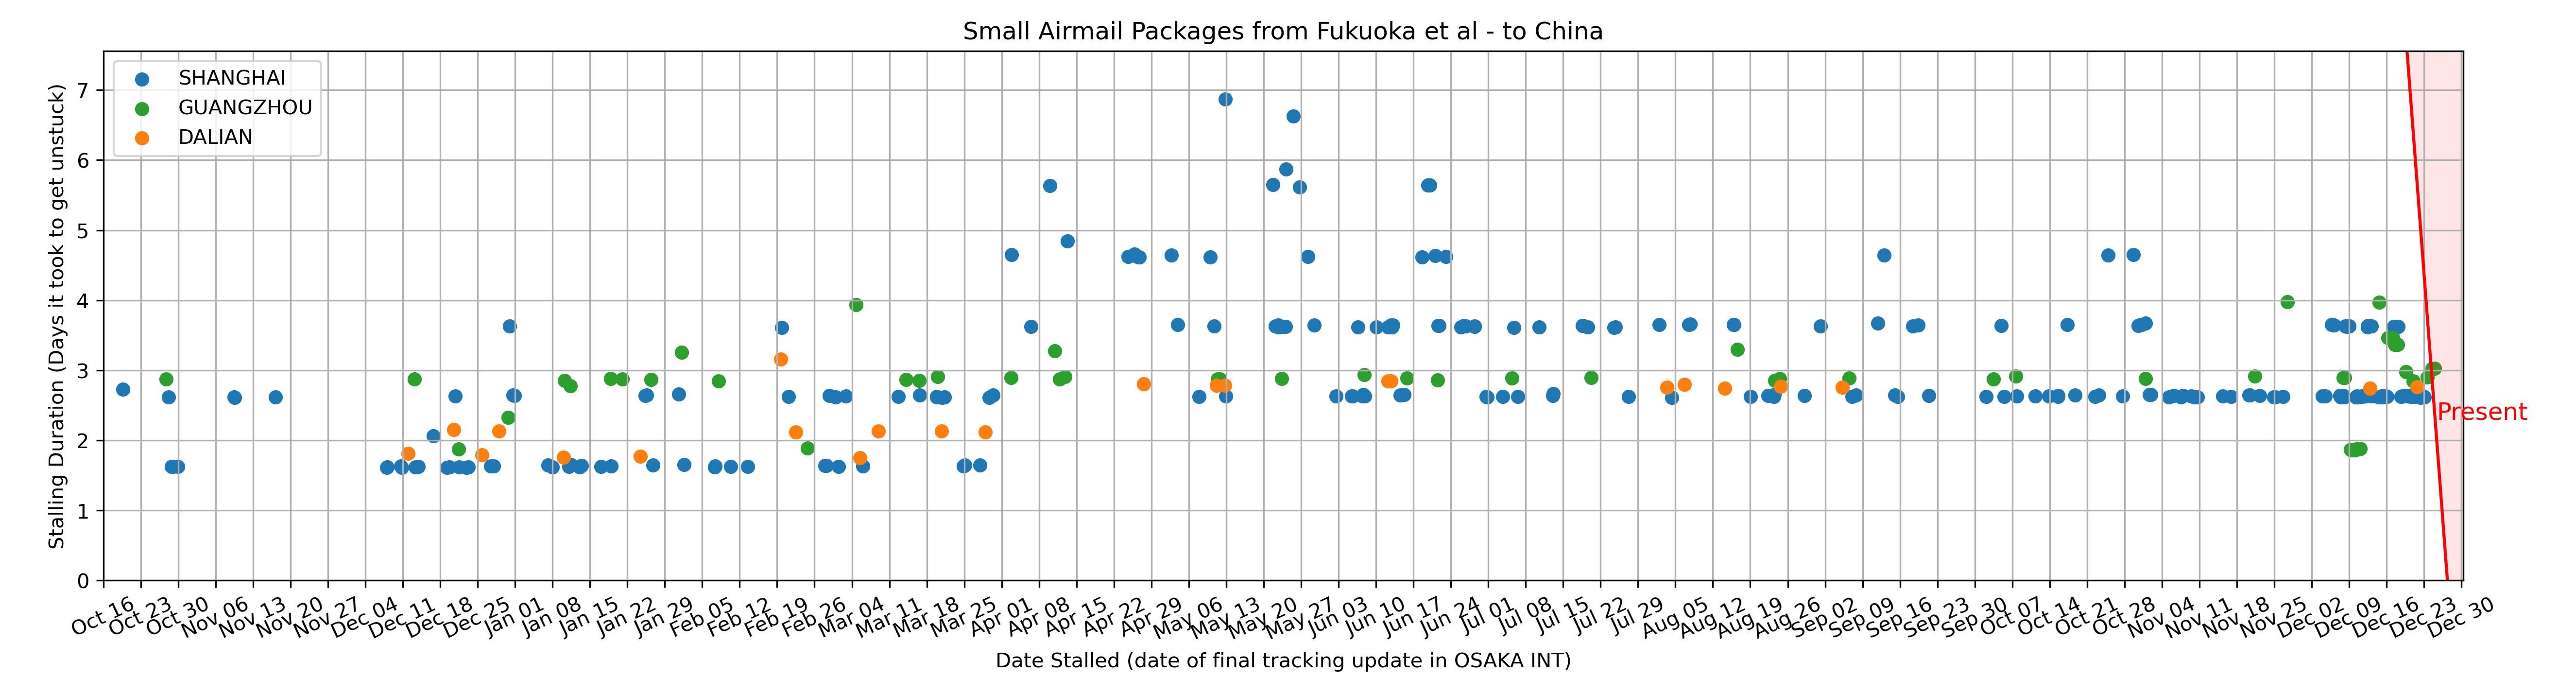 Small Airmail Packages from Fukuoka et al - to China
SHANGHAI
GUANGZHOU
DALIAN
Stalling Duration (Days it took to get unstuck)
7
6
5
4
3
2
1
0
Present
Oct 16 Oct 23 Oct 30 Nov 06 Nov 13 Nov 20 Nov 27 Dec 04 Dec 11 Dec 18 Dec 25 Jan 01 Jan 08 Jan 15 Jan 22 Jan 29 Feb 05 Feb 12 Feb 19 Feb 26 Mar 04 Mar 11 Mar 18 Mar 25 Apr 01 Apr 08 Apr 15 Apr 22 Apr 29 May 06 May 13 May 20 May 27 Jun 03 Jun 10 Jun 17 Jun 24 Jul 01 Jul 08 Jul 15 Jul 22 Jul 29 Aug 05 Aug 12 Aug 19 Aug 26 Sep 02 Sep 09 Sep 16 Sep 23 Sep 30 Oct 07 Oct 14 Oct 21 Oct 28 Nov 04 Nov 11 Nov 18 Nov 25 Dec 02 Dec 09 Dec 16 Dec 23 Dec 30
Date Stalled (date of final tracking update in OSAKA INT)